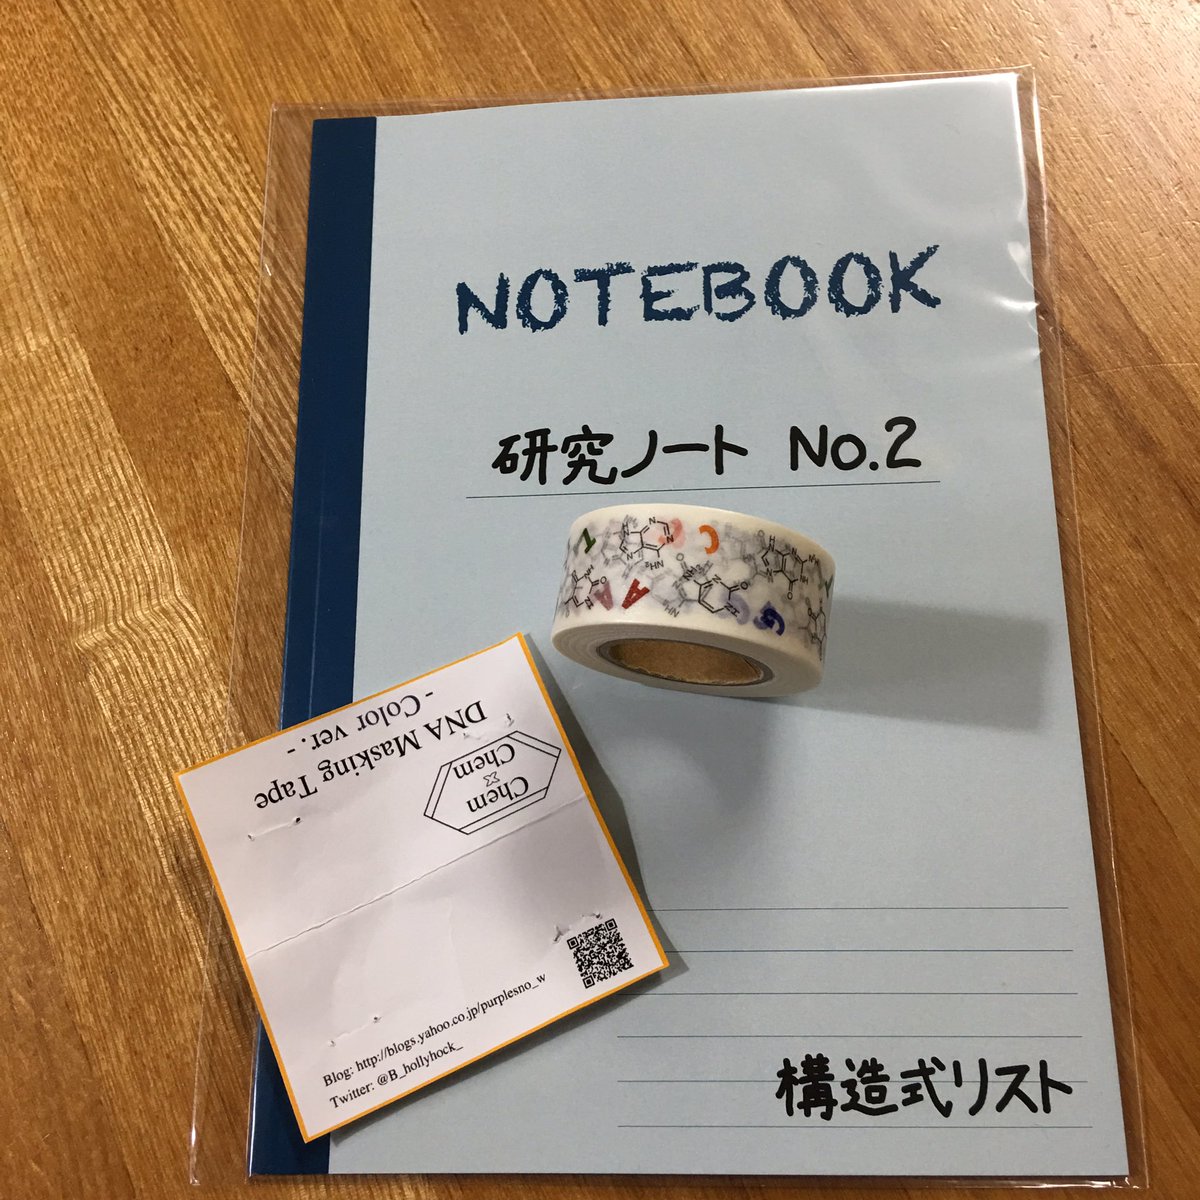 NOTEBOOK
研究ノート No.2
T
C
A
A
G
NH₂
DNA Masking Tape
- Color ver. -
Chem
x
Chem
Blog: http://blogs.yahoo.co.jp/purplesno_w
Twitter: @B_hollyhock_
構造式リスト